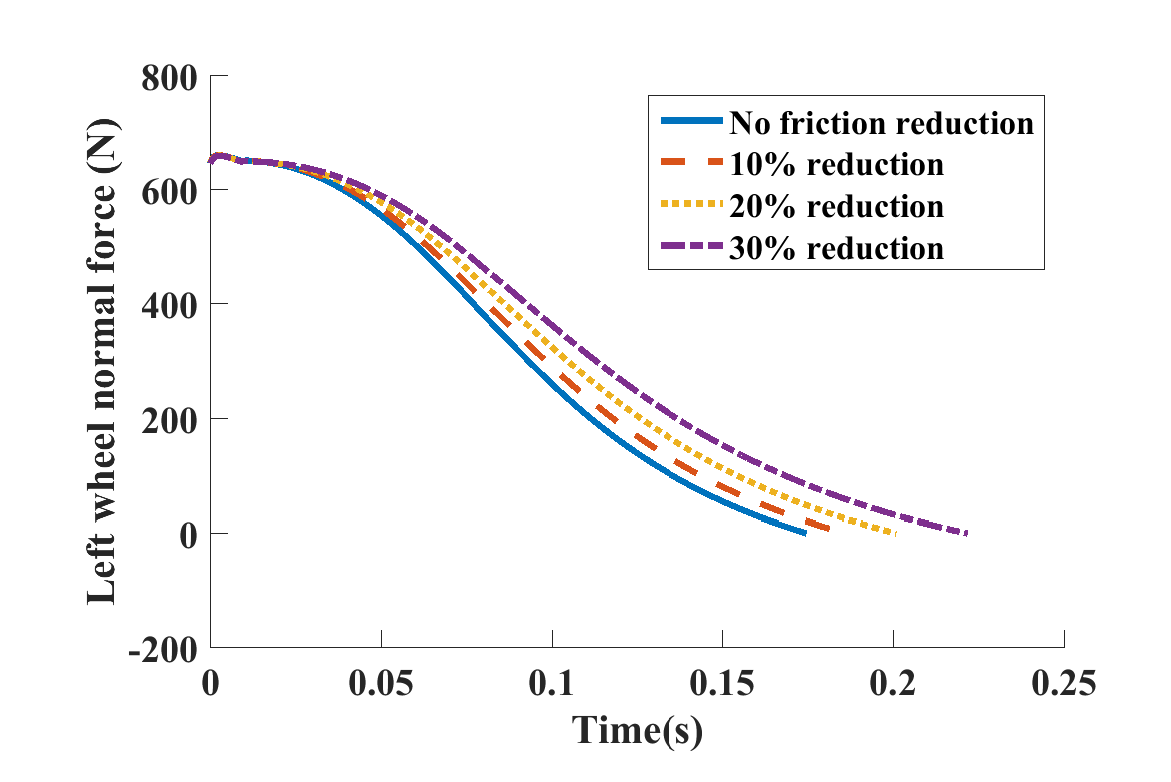 800
600
400
200
0
-200
0
0.05
0.1
0.15
0.2
0.25
Time(s)
Left wheel normal force (N)
No friction reduction
10% reduction
20% reduction
30% reduction